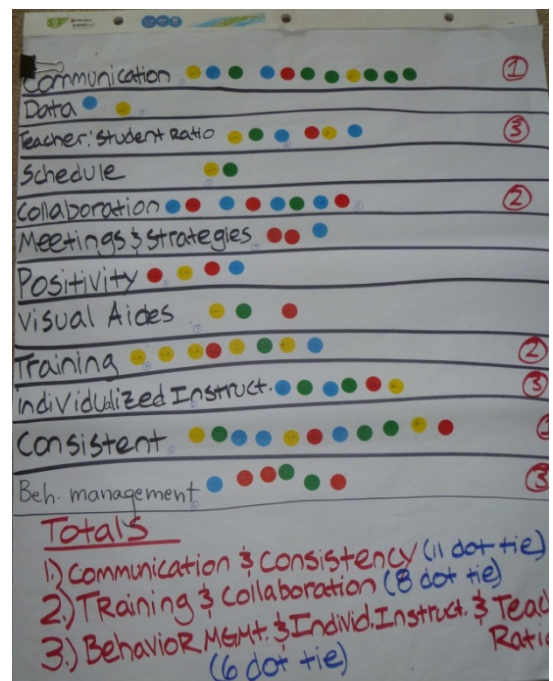 Communication ①
Data
Teacher:Student Ratio ③
Schedule
Collaboration ②
Meetings & Strategies
Positivity
Visual Aides
Training ②
Individualized Instruct. ③
Consistent
Beh. management ③
Totals
1.) Communication & Consistency (11 dot tie)
2.) TRaining & Collaboration (8 dot tie)
3.) BehavioR MGMT. & Individ. Instruct. & Teac
Ratio
(6 dot tie)